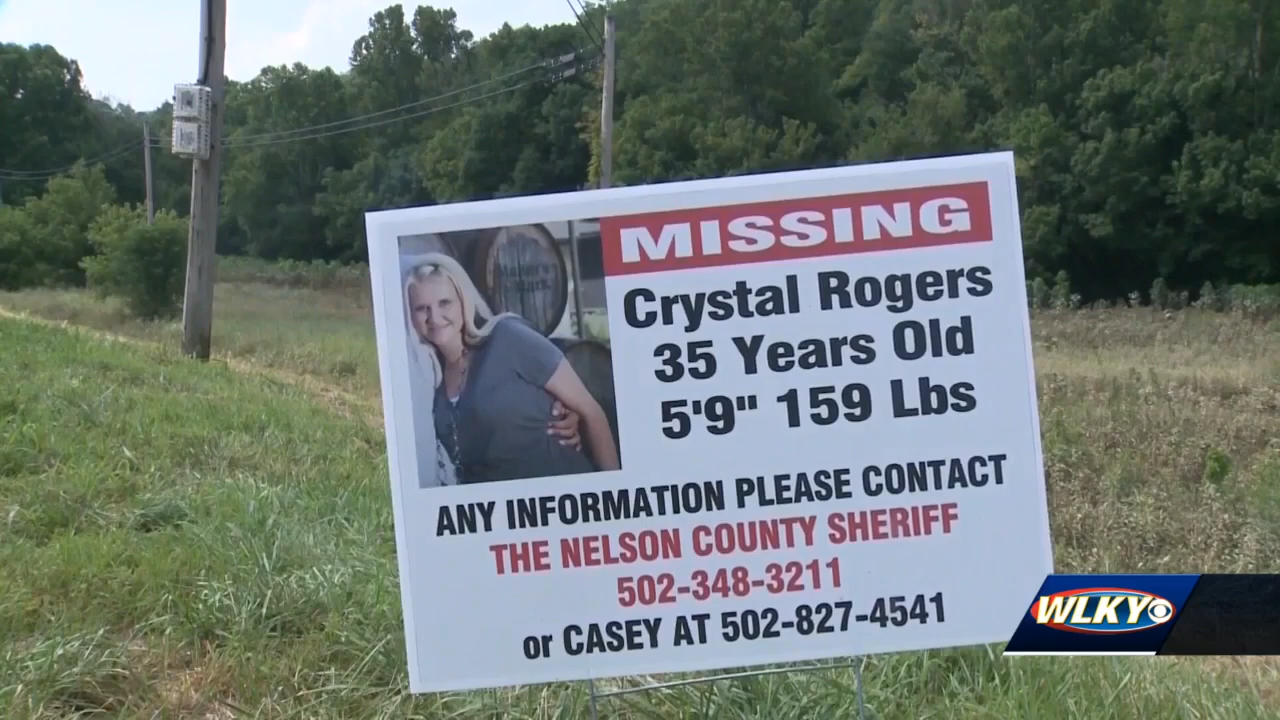 MISSING
Crystal Rogers
35 Years Old
5'9" 159 Lbs
ANY INFORMATION PLEASE CONTACT
THE NELSON COUNTY SHERIFF
502-348-3211
or CASEY AT 502-827-4541
WLKY